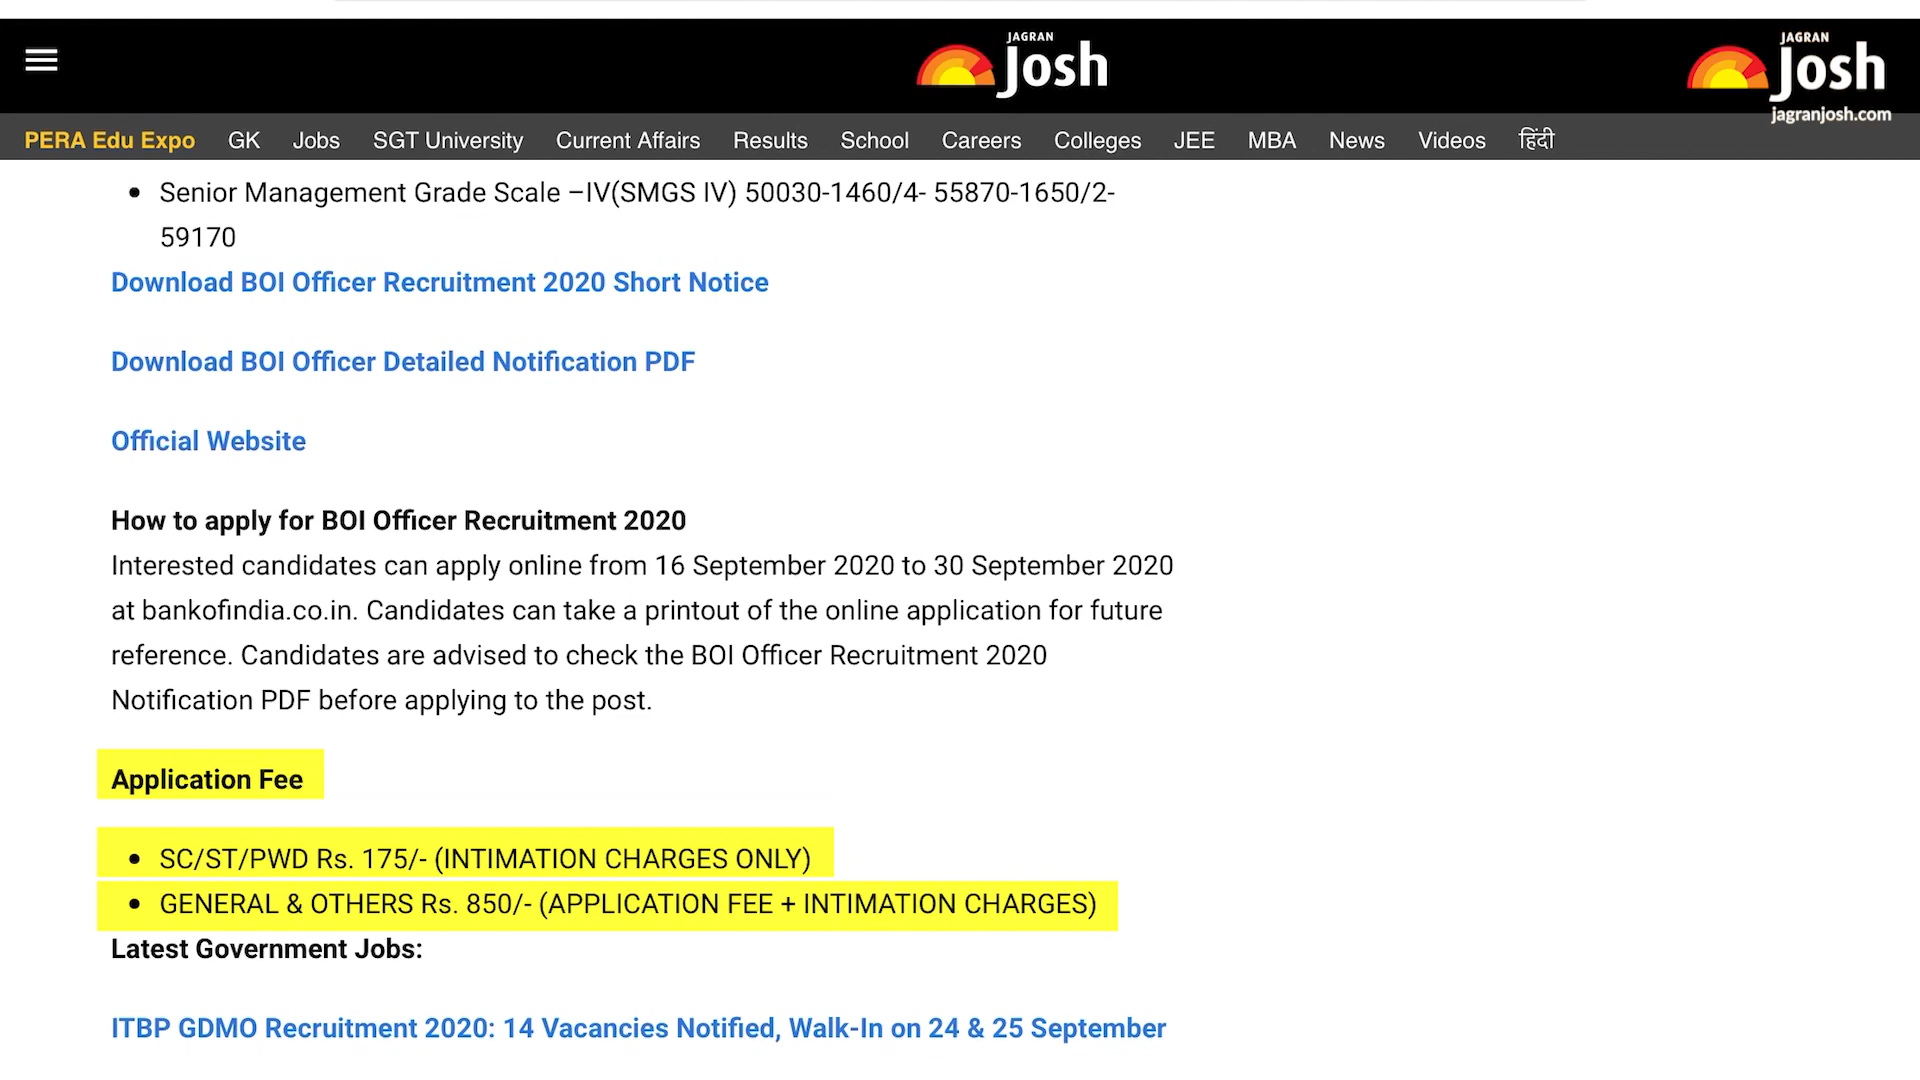 JAGRAN
Josh
JAGRAN
Josh
jagranjosh.com
PERA Edu Expo GK Jobs SGT University Current Affairs Results School Careers Colleges JEE MBA News Videos हिंदी
• Senior Management Grade Scale –IV(SMGS IV) 50030-1460/4- 55870-1650/2-
59170
Download BOI Officer Recruitment 2020 Short Notice
Download BOI Officer Detailed Notification PDF
Official Website
How to apply for BOI Officer Recruitment 2020
Interested candidates can apply online from 16 September 2020 to 30 September 2020
at bankofindia.co.in. Candidates can take a printout of the online application for future
reference. Candidates are advised to check the BOI Officer Recruitment 2020
Notification PDF before applying to the post.
Application Fee
• SC/ST/PWD Rs. 175/- (INTIMATION CHARGES ONLY)
• GENERAL & OTHERS Rs. 850/- (APPLICATION FEE + INTIMATION CHARGES)
Latest Government Jobs:
ITBP GDMO Recruitment 2020: 14 Vacancies Notified, Walk-In on 24 & 25 September